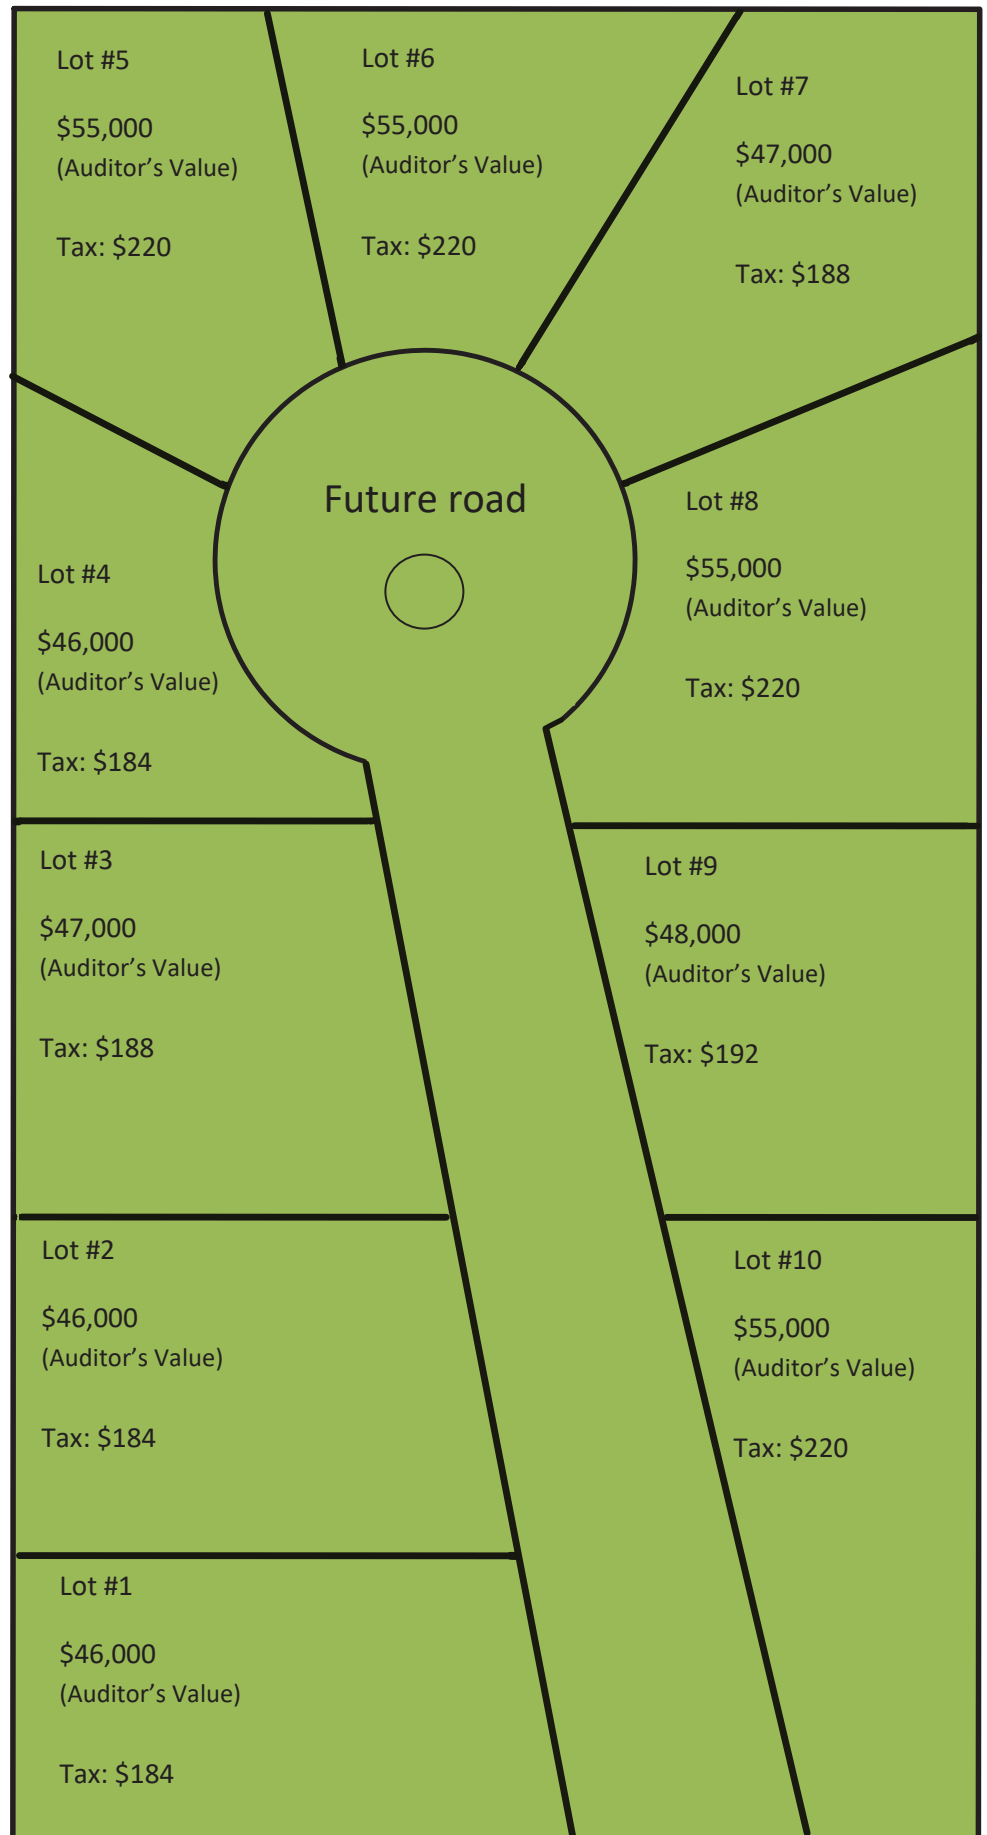 Lot #5
$55,000
(Auditor’s Value)
Tax: $220
Lot #6
$55,000
(Auditor’s Value)
Tax: $220
Lot #7
$47,000
(Auditor’s Value)
Tax: $188
Future road
Lot #8
$55,000
(Auditor’s Value)
Tax: $220
Lot #4
$46,000
(Auditor’s Value)
Tax: $184
Lot #3
$47,000
(Auditor’s Value)
Tax: $188
Lot #9
$48,000
(Auditor’s Value)
Tax: $192
Lot #2
$46,000
(Auditor’s Value)
Tax: $184
Lot #10
$55,000
(Auditor’s Value)
Tax: $220
Lot #1
$46,000
(Auditor’s Value)
Tax: $184